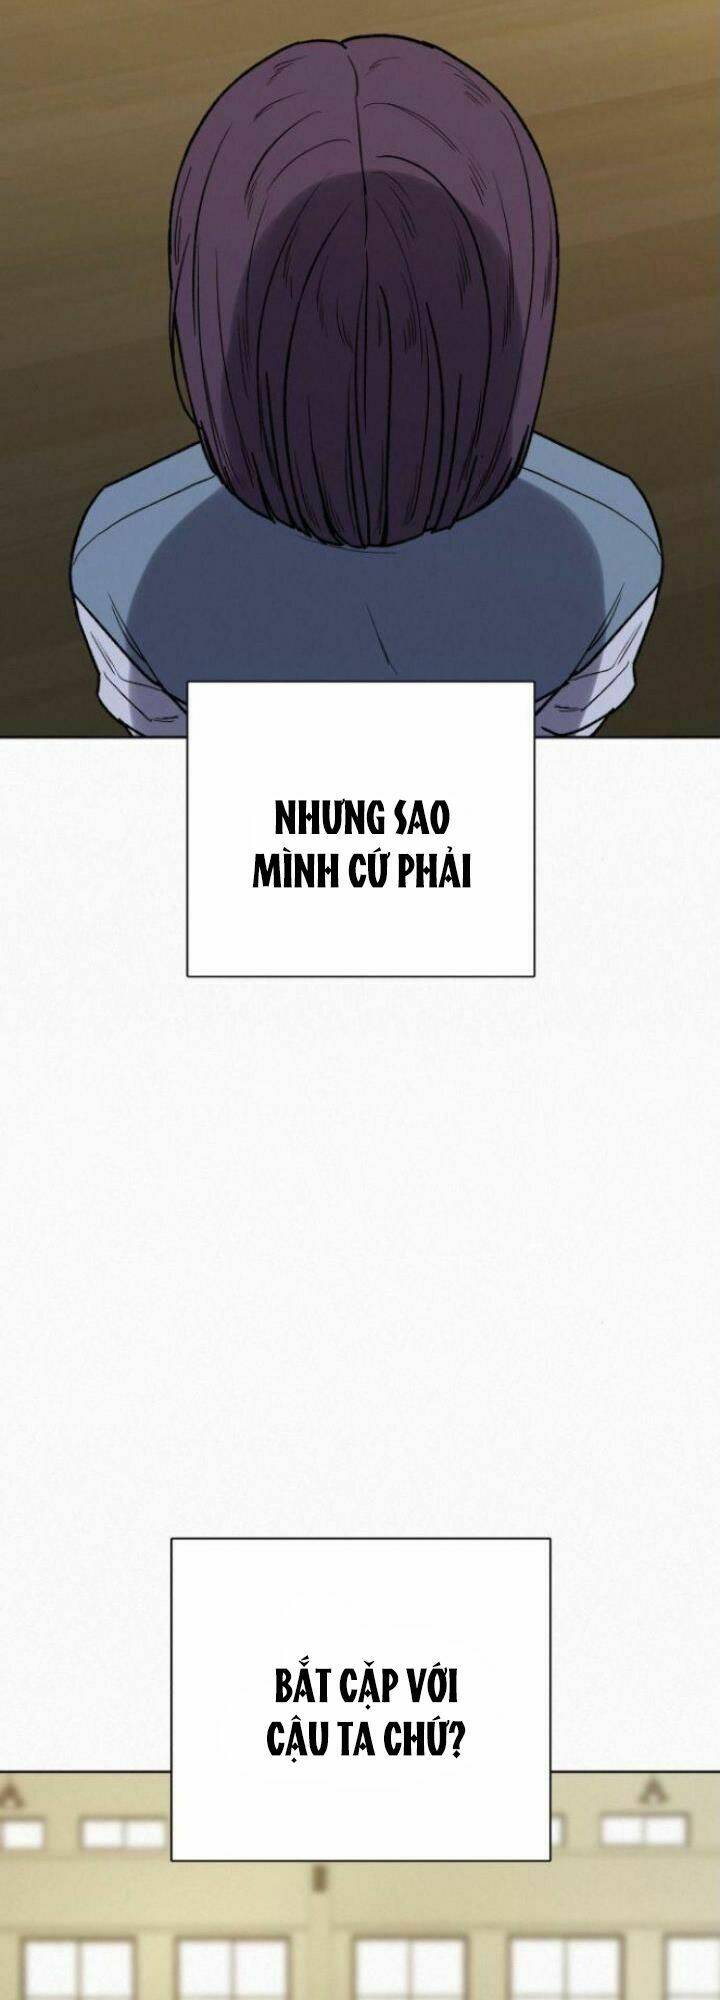 NHƯNG SAO
MÌNH CỨ PHẢI
BẮT CẶP VỚI
CẬU TA CHỨ?